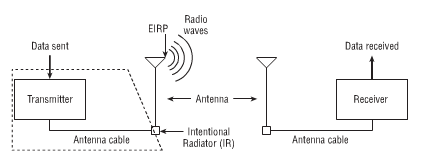 Radio
waves
EIRP
Data sent
Data received
Transmitter
Antenna
Receiver
Antenna cable
Intentional
Radiator (IR)
Antenna cable